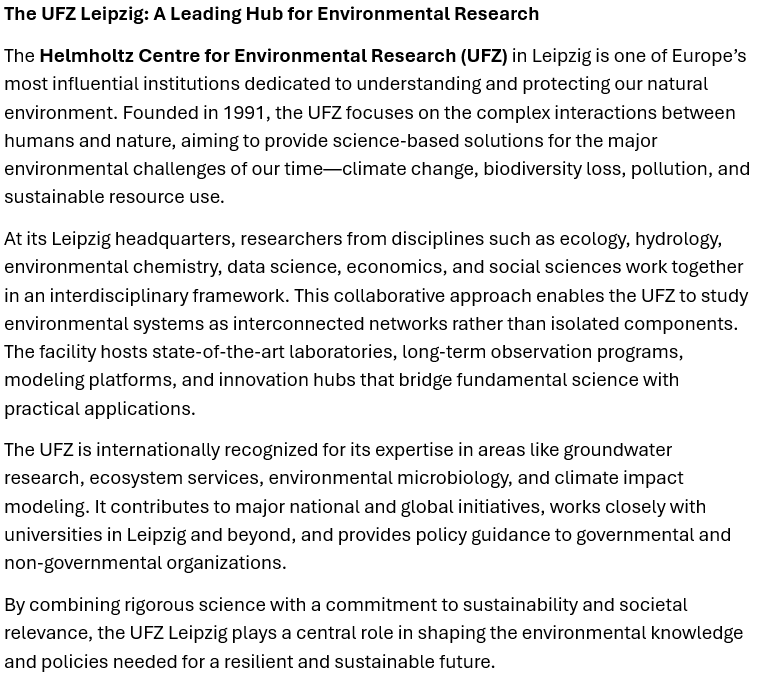 The UFZ Leipzig: A Leading Hub for Environmental Research
The Helmholtz Centre for Environmental Research (UFZ) in Leipzig is one of Europe’s
most influential institutions dedicated to understanding and protecting our natural
environment. Founded in 1991, the UFZ focuses on the complex interactions between
humans and nature, aiming to provide science-based solutions for the major
environmental challenges of our time—climate change, biodiversity loss, pollution, and
sustainable resource use.
At its Leipzig headquarters, researchers from disciplines such as ecology, hydrology,
environmental chemistry, data science, economics, and social sciences work together
in an interdisciplinary framework. This collaborative approach enables the UFZ to study
environmental systems as interconnected networks rather than isolated components.
The facility hosts state-of-the-art laboratories, long-term observation programs,
modeling platforms, and innovation hubs that bridge fundamental science with
practical applications.
The UFZ is internationally recognized for its expertise in areas like groundwater
research, ecosystem services, environmental microbiology, and climate impact
modeling. It contributes to major national and global initiatives, works closely with
universities in Leipzig and beyond, and provides policy guidance to governmental and
non-governmental organizations.
By combining rigorous science with a commitment to sustainability and societal
relevance, the UFZ Leipzig plays a central role in shaping the environmental knowledge
and policies needed for a resilient and sustainable future.